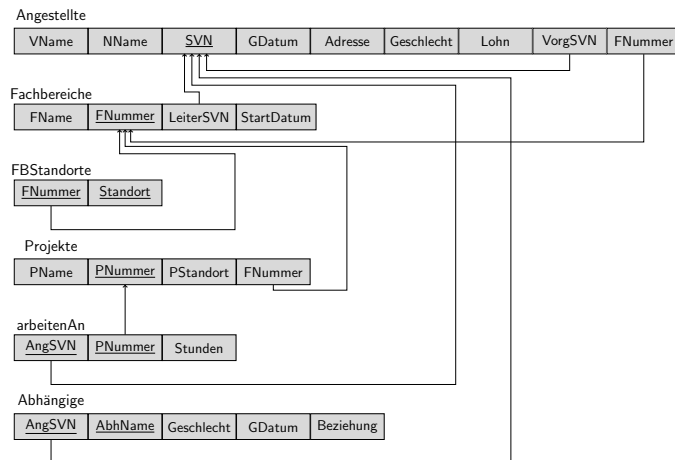 Angestellte
VName NName SVN GDatum Adresse Geschlecht Lohn VorgSVN FNummer
Fachbereiche
FName FNummer LeiterSVN StartDatum
FBStandorte
FNummer Standort
Projekte
PName PNummer PStandort FNummer
arbeitenAn
AngSVN PNummer Stunden
Abhängige
AngSVN AbhName Geschlecht GDatum Beziehung